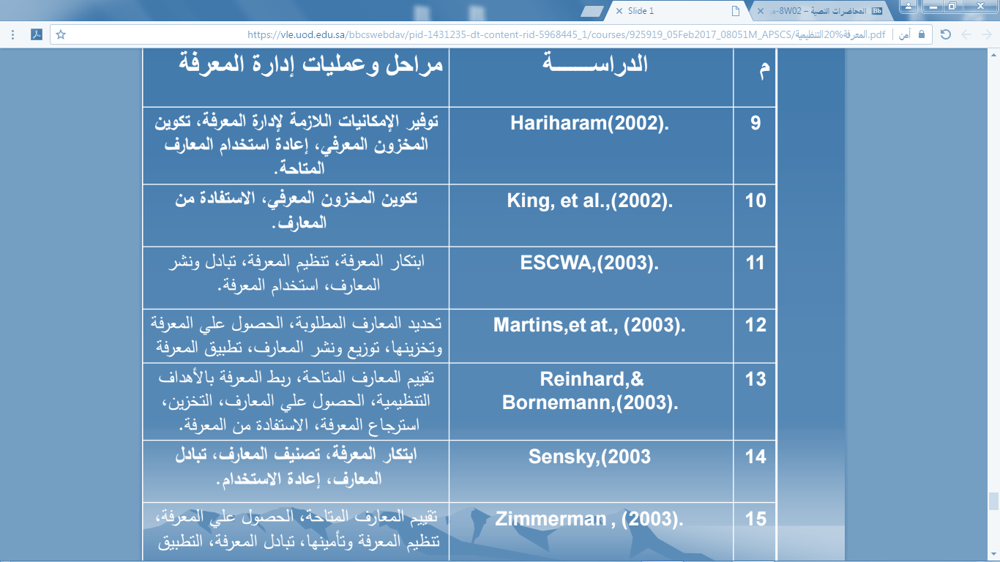 Slide 1
المحاضرات النصية – 8W02-
https://vle.uod.edu.sa/bbcswebdav/pid-1431235-dt-content-rid-5968445_1/courses/925919_05Feb2017_08051M_APSCS/المعرفة%20التنظيمية.pdf
آمن
م
الدراســـــــة
مراحل وعمليات إدارة المعرفة
9
Hariharam(2002).
توفير الإمكانيات اللازمة لإدارة المعرفة، تكوين
المخزون المعرفي، إعادة استخدام المعارف
المتاحة.
10
King, et al.,(2002).
تكوين المخزون المعرفي، الاستفادة من
المعارف.
11
ESCWA,(2003).
ابتكار المعرفة، تنظيم المعرفة، تبادل ونشر
المعارف، استخدام المعرفة.
12
Martins,et at., (2003).
تحديد المعارف المطلوبة، الحصول علي المعرفة
وتخزينها، توزيع ونشر المعارف، تطبيق المعرفة
13
Reinhard,&
Bornemann,(2003).
تقييم المعارف المتاحة، ربط المعرفة بالأهداف
التنظيمية، الحصول علي المعارف، التخزين،
استرجاع المعرفة، الاستفادة من المعرفة.
14
Sensky,(2003
ابتكار المعرفة، تصنيف المعارف، تبادل
المعارف، إعادة الاستخدام.
15
Zimmerman , (2003).
تقييم المعارف المتاحة، الحصول علي المعرفة،
تنظيم المعرفة وتأمينها، تبادل المعرفة، التطبيق